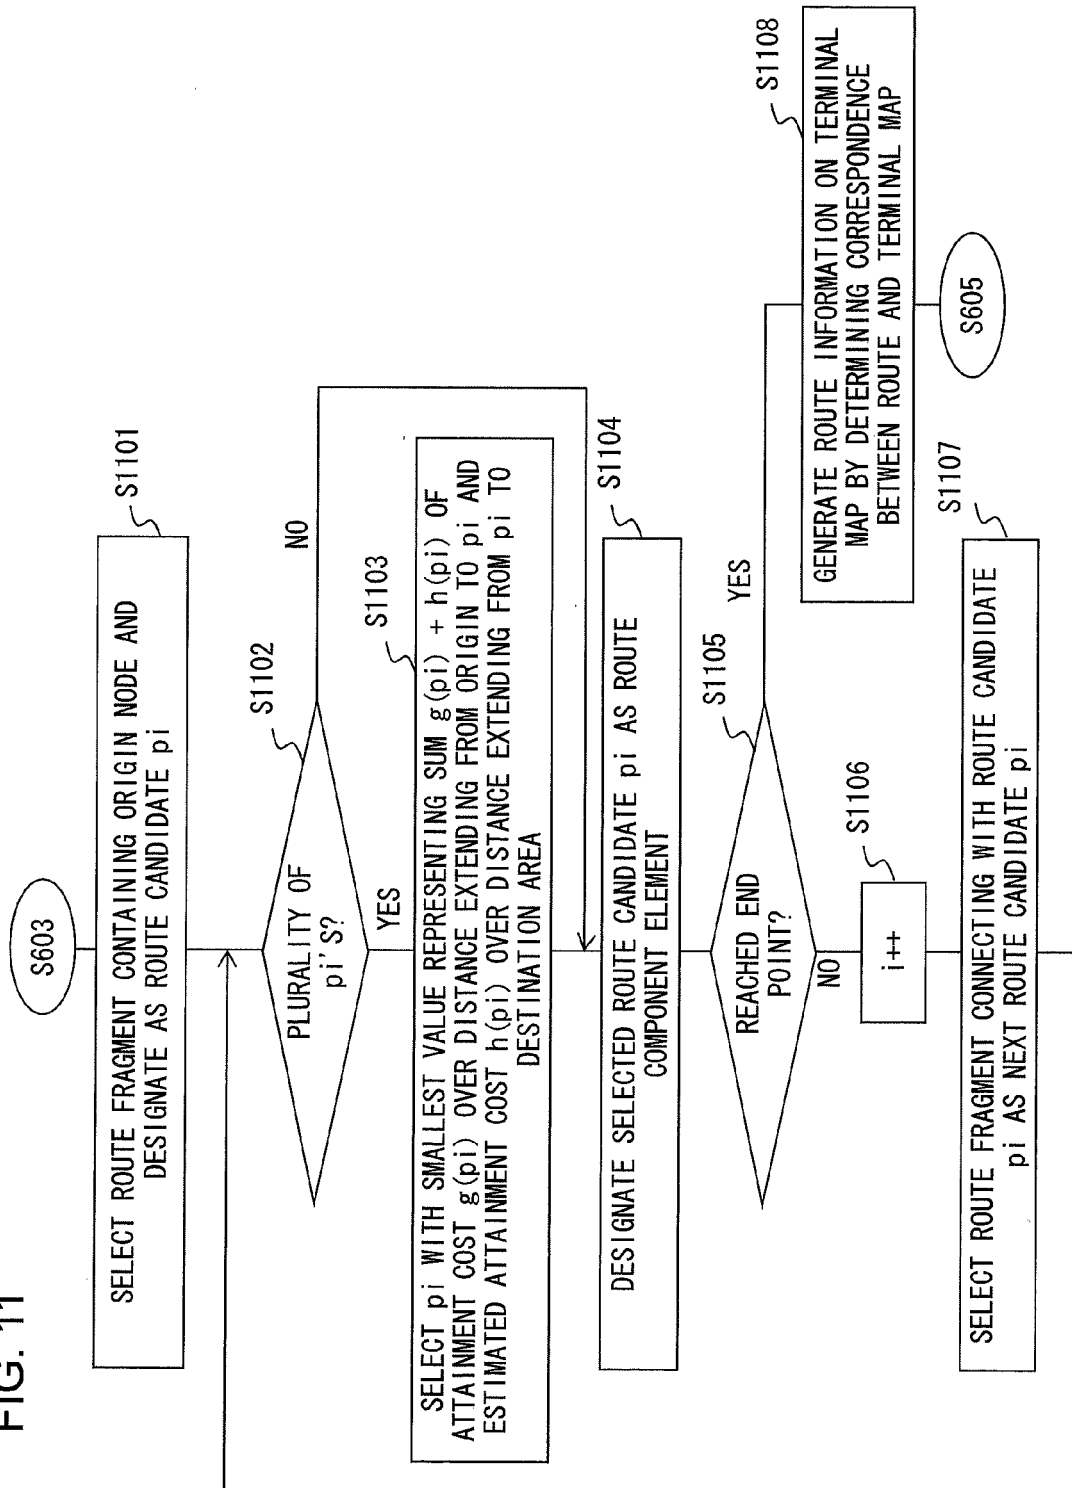 FIG. 11
S603
SELECT ROUTE FRAGMENT CONTAINING ORIGIN NODE AND
DESIGNATE AS ROUTE CANDIDATE pi
S1101
PLURALITY OF
pi'S?
S1102
NO
YES
SELECT pi WITH SMALLEST VALUE REPRESENTING SUM g(pi) + h(pi) OF
ATTAINMENT COST g(pi) OVER DISTANCE EXTENDING FROM ORIGIN TO pi AND
ESTIMATED ATTAINMENT COST h(pi) OVER DISTANCE EXTENDING FROM pi TO
DESTINATION AREA
S1103
DESIGNATE SELECTED ROUTE CANDIDATE pi AS ROUTE
COMPONENT ELEMENT
S1104
REACHED END
POINT?
S1105
YES
NO
i++
S1106
SELECT ROUTE FRAGMENT CONNECTING WITH ROUTE CANDIDATE
pi AS NEXT ROUTE CANDIDATE pi
S1107
GENERATE ROUTE INFORMATION ON TERMINAL
MAP BY DETERMINING CORRESPONDENCE
BETWEEN ROUTE AND TERMINAL MAP
S1108
S605